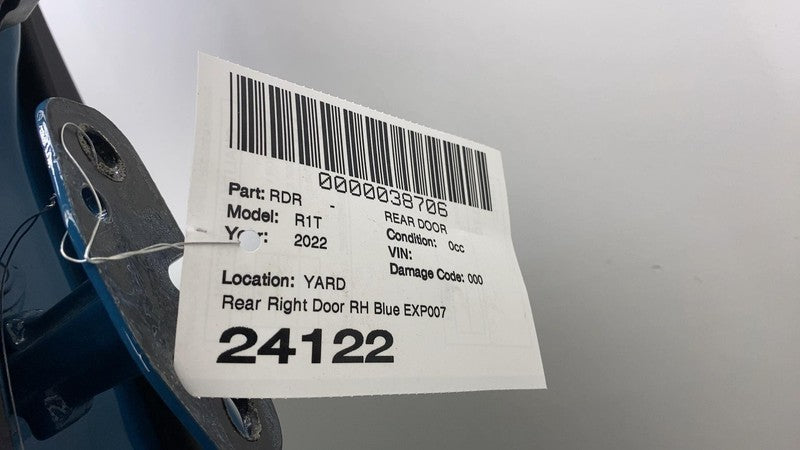 0000038706
Part: RDR - REAR DOOR
Model: R1T Condition: 0cc
Year: 2022 VIN:
Damage Code: 000
Location: YARD
Rear Right Door RH Blue EXP007
24122